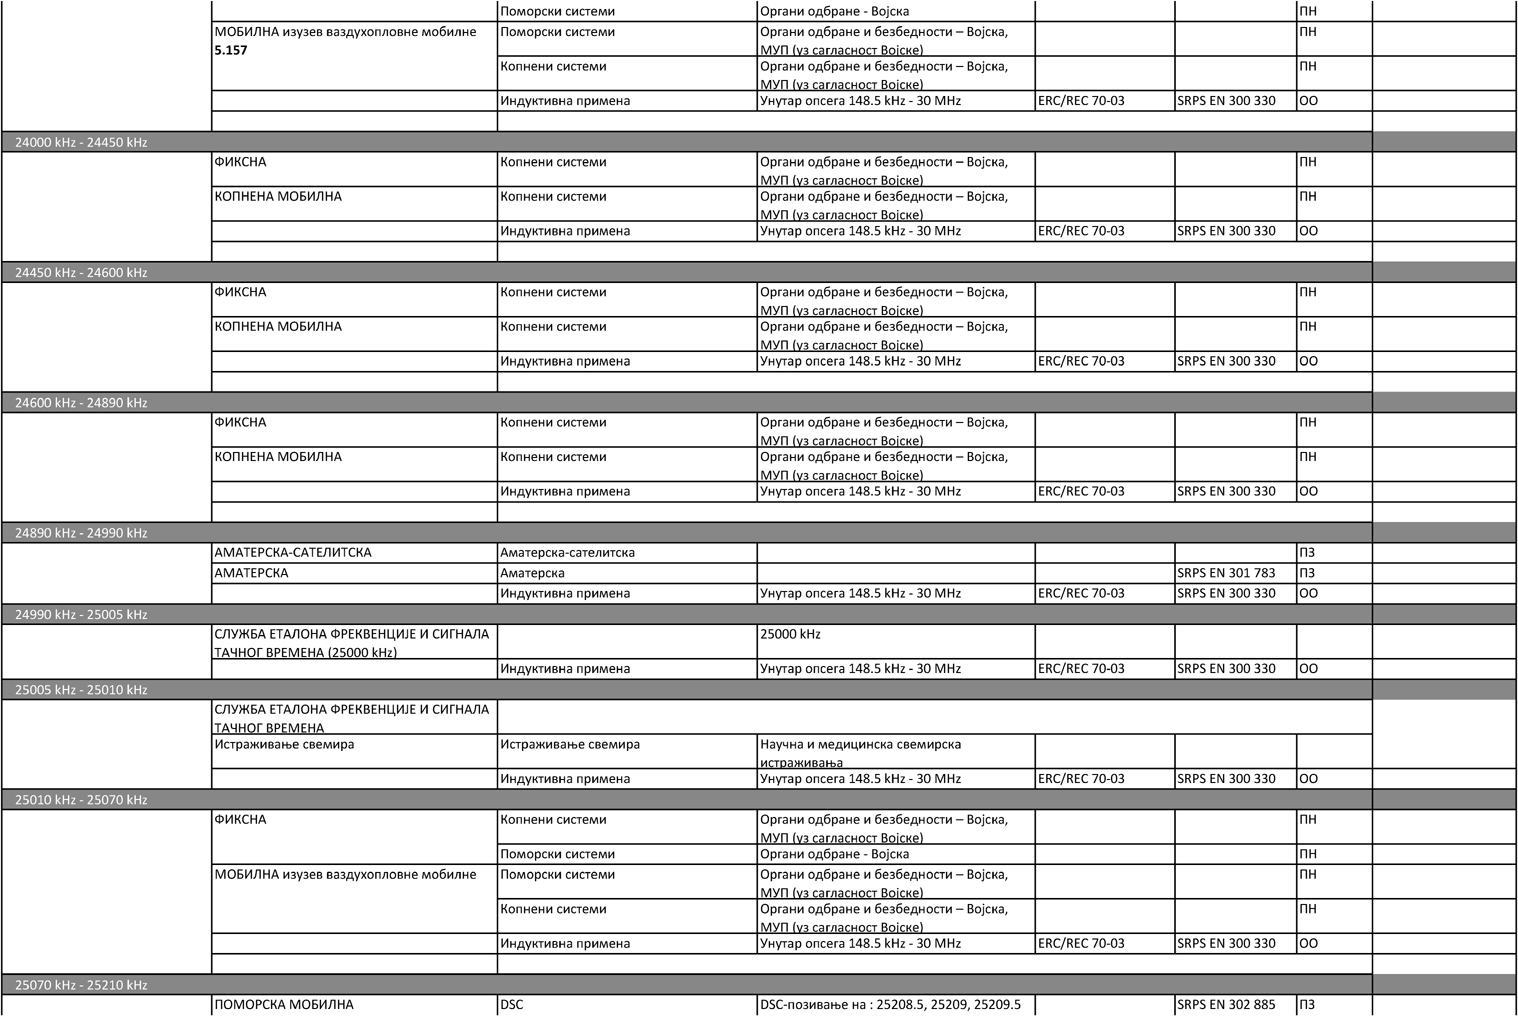 Поморски системи Органи одбране - Војска ПН
МОБИЛНА изузев ваздухопловне мобилне Поморски системи Органи одбране и безбедности – Војска, ПН
5.157 МУП (уз сагласност Војске)
Копнени системи Органи одбране и безбедности – Војска, ПН
МУП (уз сагласност Војске)
Индуктивна примена Унутар опсега 148.5 kHz - 30 MHz ERC/REC 70-03 SRPS EN 300 330 ОО
24000 kHz - 24450 kHz
ФИКСНА Копнени системи Органи одбране и безбедности – Војска, ПН
МУП (уз сагласност Војске)
КОПНЕНА МОБИЛНА Копнени системи Органи одбране и безбедности – Војска, ПН
МУП (уз сагласност Војске)
Индуктивна примена Унутар опсега 148.5 kHz - 30 MHz ERC/REC 70-03 SRPS EN 300 330 ОО
24450 kHz - 24600 kHz
ФИКСНА Копнени системи Органи одбране и безбедности – Војска, ПН
МУП (уз сагласност Војске)
КОПНЕНА МОБИЛНА Копнени системи Органи одбране и безбедности – Војска, ПН
МУП (уз сагласност Војске)
Индуктивна примена Унутар опсега 148.5 kHz - 30 MHz ERC/REC 70-03 SRPS EN 300 330 ОО
24600 kHz - 24890 kHz
ФИКСНА Копнени системи Органи одбране и безбедности – Војска, ПН
МУП (уз сагласност Војске)
КОПНЕНА МОБИЛНА Копнени системи Органи одбране и безбедности – Војска, ПН
МУП (уз сагласност Војске)
Индуктивна примена Унутар опсега 148.5 kHz - 30 MHz ERC/REC 70-03 SRPS EN 300 330 ОО
24890 kHz - 24990 kHz
АМАТЕРСКА-САТЕЛИТСКА Аматерска-сателитска ПЗ
АМАТЕРСКА Аматерска SRPS EN 301 783 ПЗ
Индуктивна примена Унутар опсега 148.5 kHz - 30 MHz ERC/REC 70-03 SRPS EN 300 330 ОО
24990 kHz - 25005 kHz
СЛУЖБА ЕТАЛОНА ФРЕКВЕНЦИЈЕ И СИГНАЛА 25000 kHz
ТАЧНОГ ВРЕМЕНА (25000 kHz)
Индуктивна примена Унутар опсега 148.5 kHz - 30 MHz ERC/REC 70-03 SRPS EN 300 330 ОО
25005 kHz - 25010 kHz
СЛУЖБА ЕТАЛОНА ФРЕКВЕНЦИЈЕ И СИГНАЛА
ТАЧНОГ ВРЕМЕНА
Истраживање свемира Истраживање свемира Научна и медицинска свемирска
истраживања
Индуктивна примена Унутар опсега 148.5 kHz - 30 MHz ERC/REC 70-03 SRPS EN 300 330 ОО
25010 kHz - 25070 kHz
ФИКСНА Копнени системи Органи одбране и безбедности – Војска, ПН
МУП (уз сагласност Војске)
Поморски системи Органи одбране - Војска ПН
МОБИЛНА изузев ваздухопловне мобилне Поморски системи Органи одбране и безбедности – Војска, ПН
МУП (уз сагласност Војске)
Копнени системи Органи одбране и безбедности – Војска, ПН
МУП (уз сагласност Војске)
Индуктивна примена Унутар опсега 148.5 kHz - 30 MHz ERC/REC 70-03 SRPS EN 300 330 ОО
25070 kHz - 25210 kHz
ПОМОРСКА МОБИЛНА DSC DSC-позивање на : 25208.5, 25209, 25209.5 SRPS EN 302 885 ПЗ